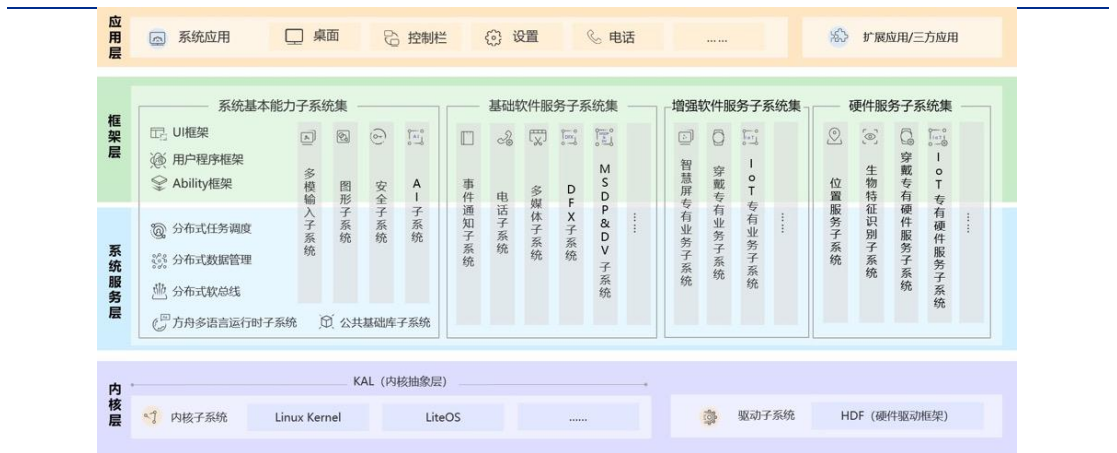 应用层
系统应用
桌面
控制栏
设置
电话
……
扩展应用/三方应用
框架层
系统服务层
系统基本能力子系统集
UI框架
用户程序框架
Ability框架
分布式任务调度
分布式数据管理
分布式软总线
方舟多语言运行时子系统
公共基础库子系统
多模输入子系统
图形子系统
安全子系统
AI子系统
基础软件服务子系统集
事件通知子系统
电话子系统
多媒体子系统
DFX子系统
MSDP&DV子系统
……
增强软件服务子系统集
智慧屏专有业务子系统
穿戴专有业务子系统
IoT专有业务子系统
……
硬件服务子系统集
位置服务子系统
生物特征识别子系统
穿戴专有硬件服务子系统
IoT专有硬件服务子系统
……
内核层
KAL（内核抽象层）
内核子系统
Linux Kernel
LiteOS
……
驱动子系统
HDF（硬件驱动框架）